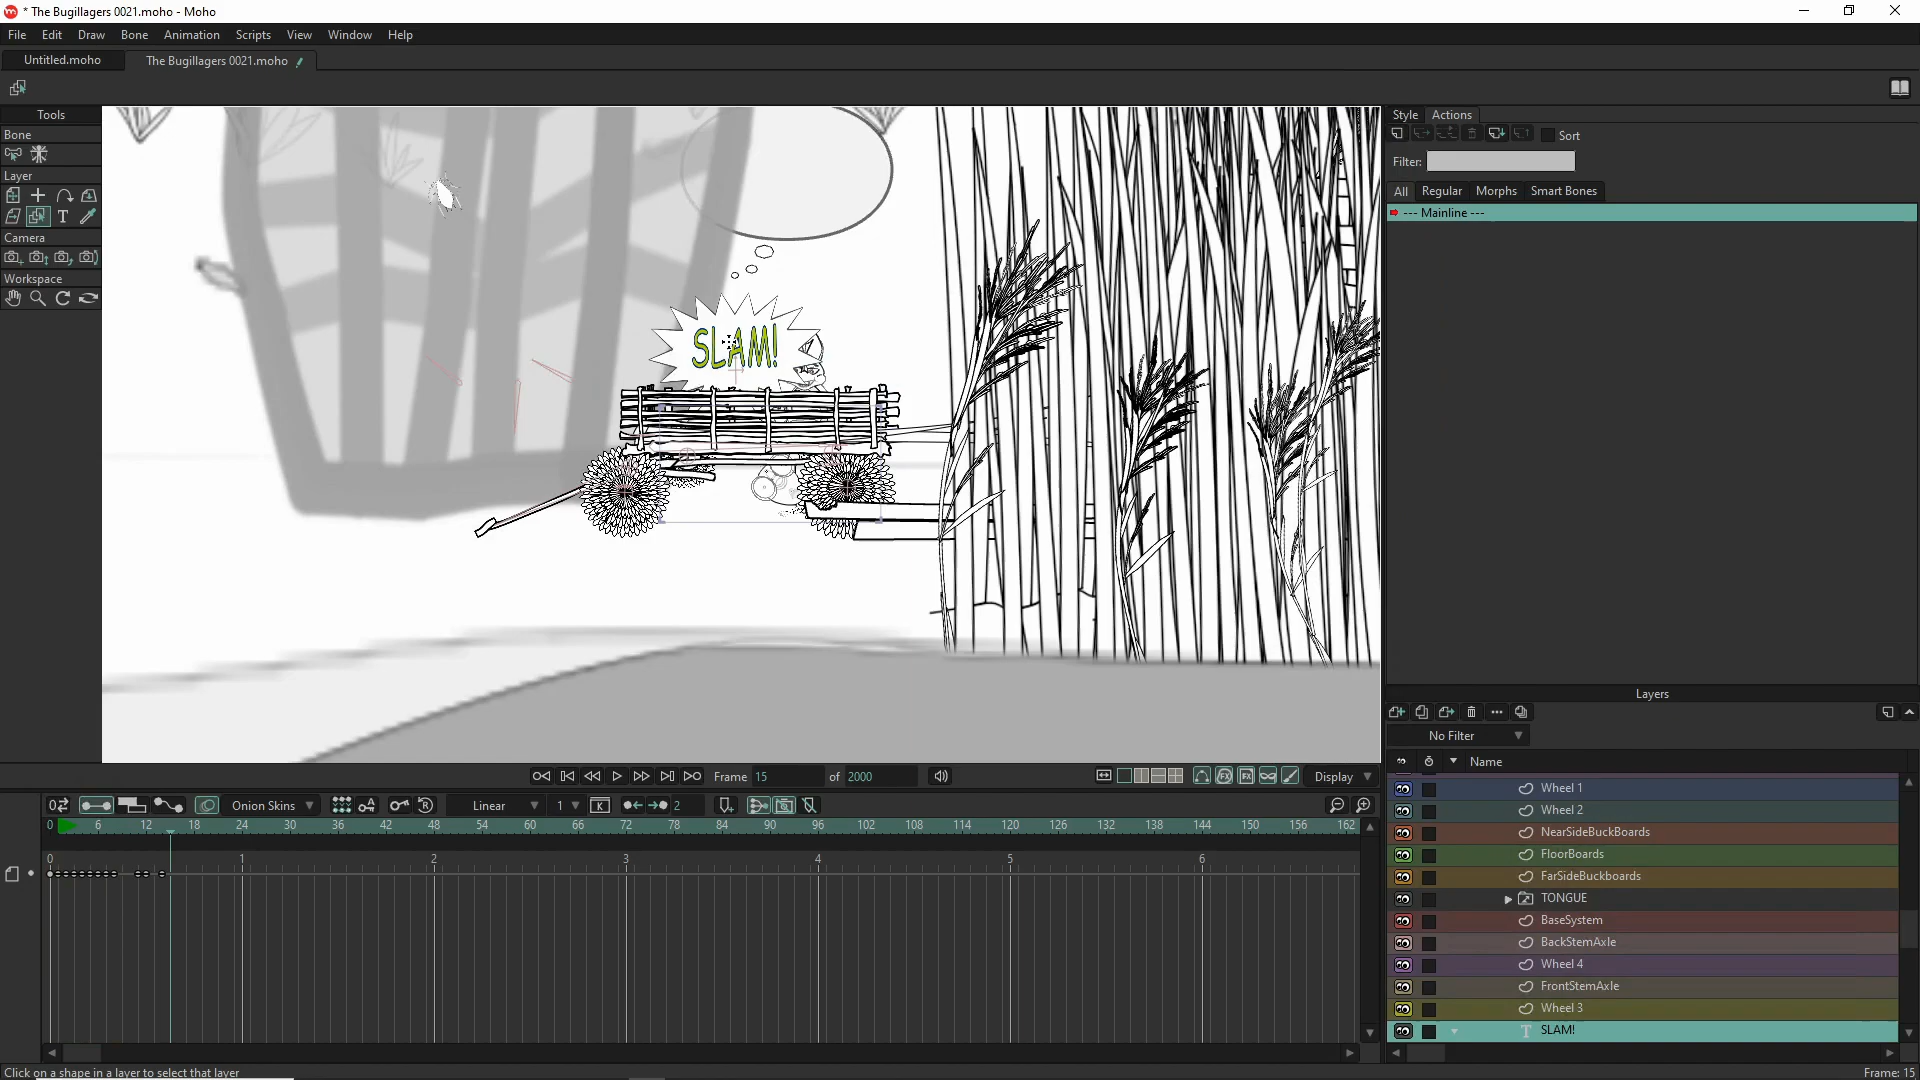 * The Bugillagers 0021.moho - Moho
File Edit Draw Bone Animation Scripts View Window Help
Untitled.moho The Bugillagers 0021.moho
Tools
Bone
Layer
T
Camera
Workspace
SLAM!
Style Actions
Sort
Filter:
All Regular Morphs Smart Bones
--- Mainline ---
Layers
No Filter
Name
Wheel 1
Wheel 2
NearSideBuckBoards
FloorBoards
FarSideBuckboards
TONGUE
BaseSystem
BackStemAxle
Wheel 4
FrontStemAxle
Wheel 3
T SLAM!
Frame 15 of 2000 Display
Onion Skins Linear 1 K 2
0 6 12 18 24 30 36 42 48 54 60 66 72 78 84 90 96 102 108 114 120 126 132 138 144 150 156 162
0 1 2 3 4 5 6
Click on a shape in a layer to select that layer Frame: 15